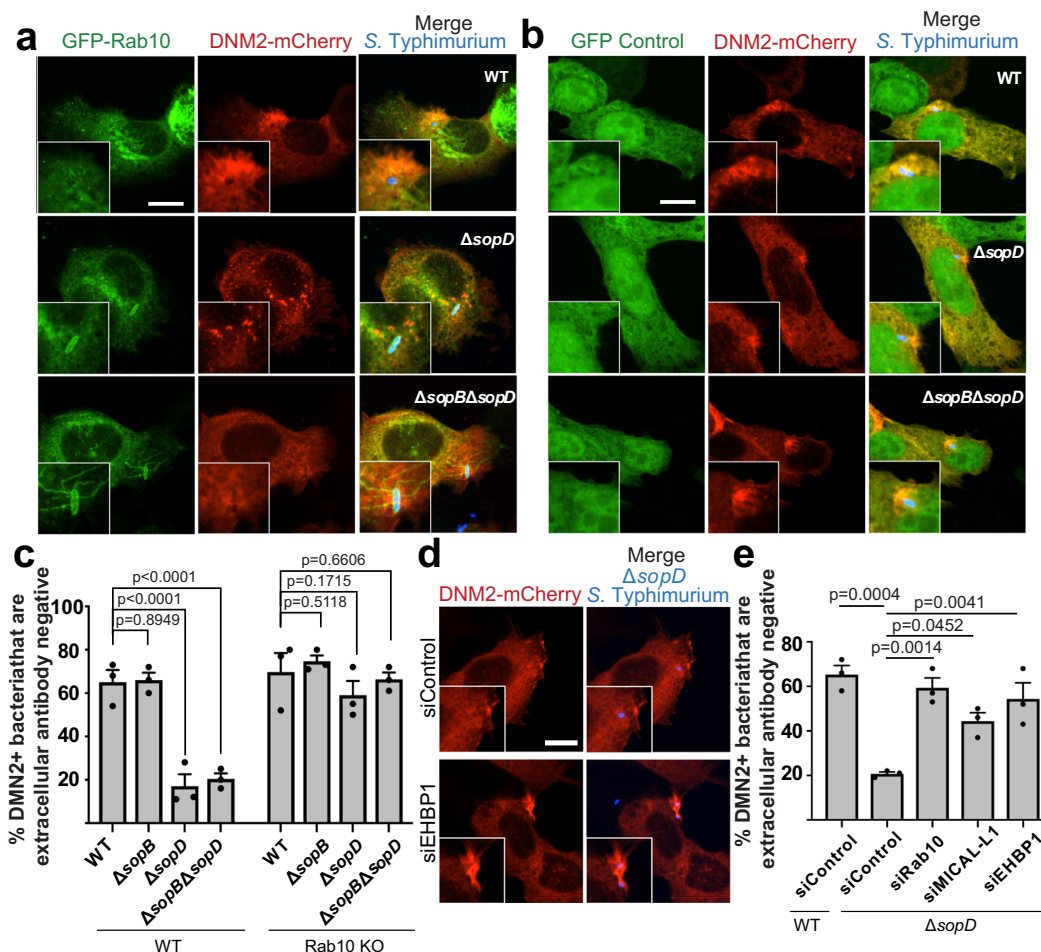 a
GFP-Rab10
DNM2-mCherry
Merge
S. Typhimurium
WT
ΔsopD
ΔsopBΔsopD
b
GFP Control
DNM2-mCherry
Merge
S. Typhimurium
WT
ΔsopD
ΔsopBΔsopD
c
% DMN2+ bacteriathat are
extracellular antibody negative
100
80
60
40
20
p<0.0001
p<0.0001
p=0.8949
p=0.6606
p=0.1715
p=0.5118
WT
ΔsopB
ΔsopD
ΔsopBΔsopD
WT
ΔsopB
ΔsopD
ΔsopBΔsopD
WT
Rab10 KO
d
DNM2-mCherry
Merge
ΔsopD
S. Typhimurium
siControl
siEHBP1
e
% DMN2+ bacteriathat are
extracellular antibody negative
80
60
40
20
p=0.0004
p=0.0041
p=0.0452
p=0.0014
siControl
siControl
siRab10
siMICAL-L1
siEHBP1
WT
ΔsopD